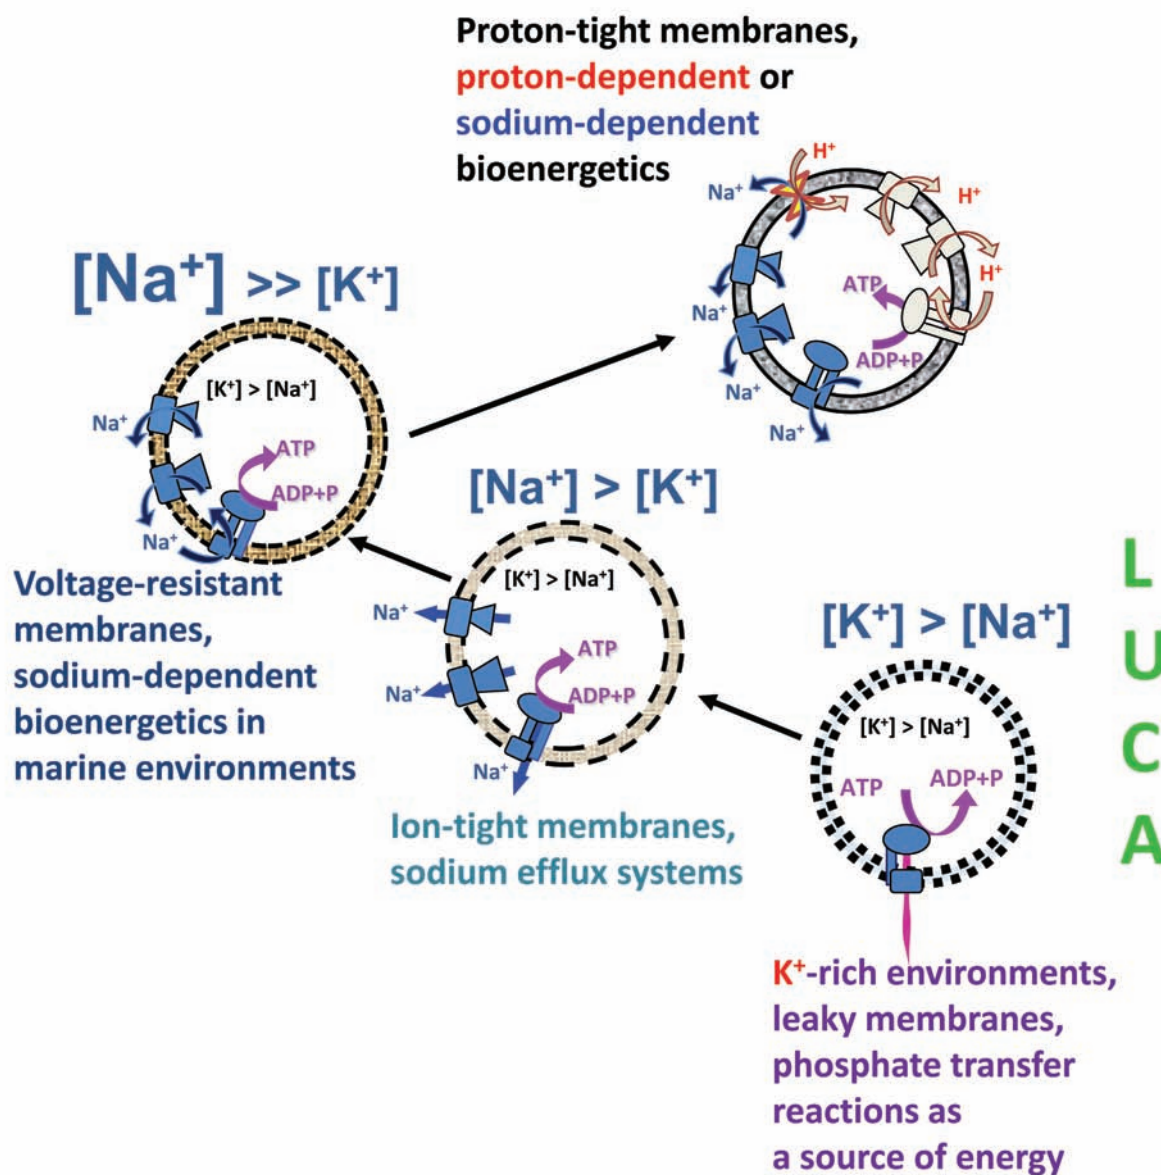 Proton-tight membranes,
proton-dependent or
sodium-dependent
bioenergetics
H⁺
Na⁺
H⁺
H⁺
Na⁺
Na⁺
Na⁺
ATP
ADP+P
[Na⁺] >> [K⁺]
[K⁺] > [Na⁺]
Na⁺
Na⁺
ATP
ADP+P
Voltage-resistant
membranes,
sodium-dependent
bioenergetics in
marine environments
[Na⁺] > [K⁺]
[K⁺] > [Na⁺]
Na⁺
Na⁺
Na⁺
ATP
ADP+P
Ion-tight membranes,
sodium efflux systems
[K⁺] > [Na⁺]
[K⁺] > [Na⁺]
ATP
ADP+P
K⁺-rich environments,
leaky membranes,
phosphate transfer
reactions as
a source of energy
L
U
C
A